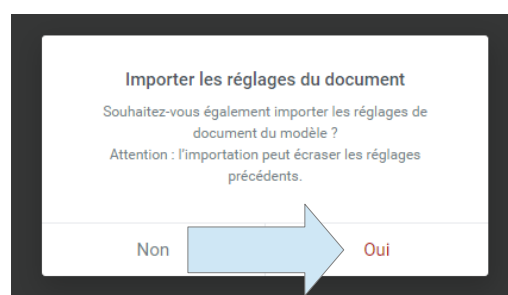 Importer les réglages du document
Souhaitez-vous également importer les réglages de
document du modèle ?
Attention : l'importation peut écraser les réglages
précédents.
Non
Oui